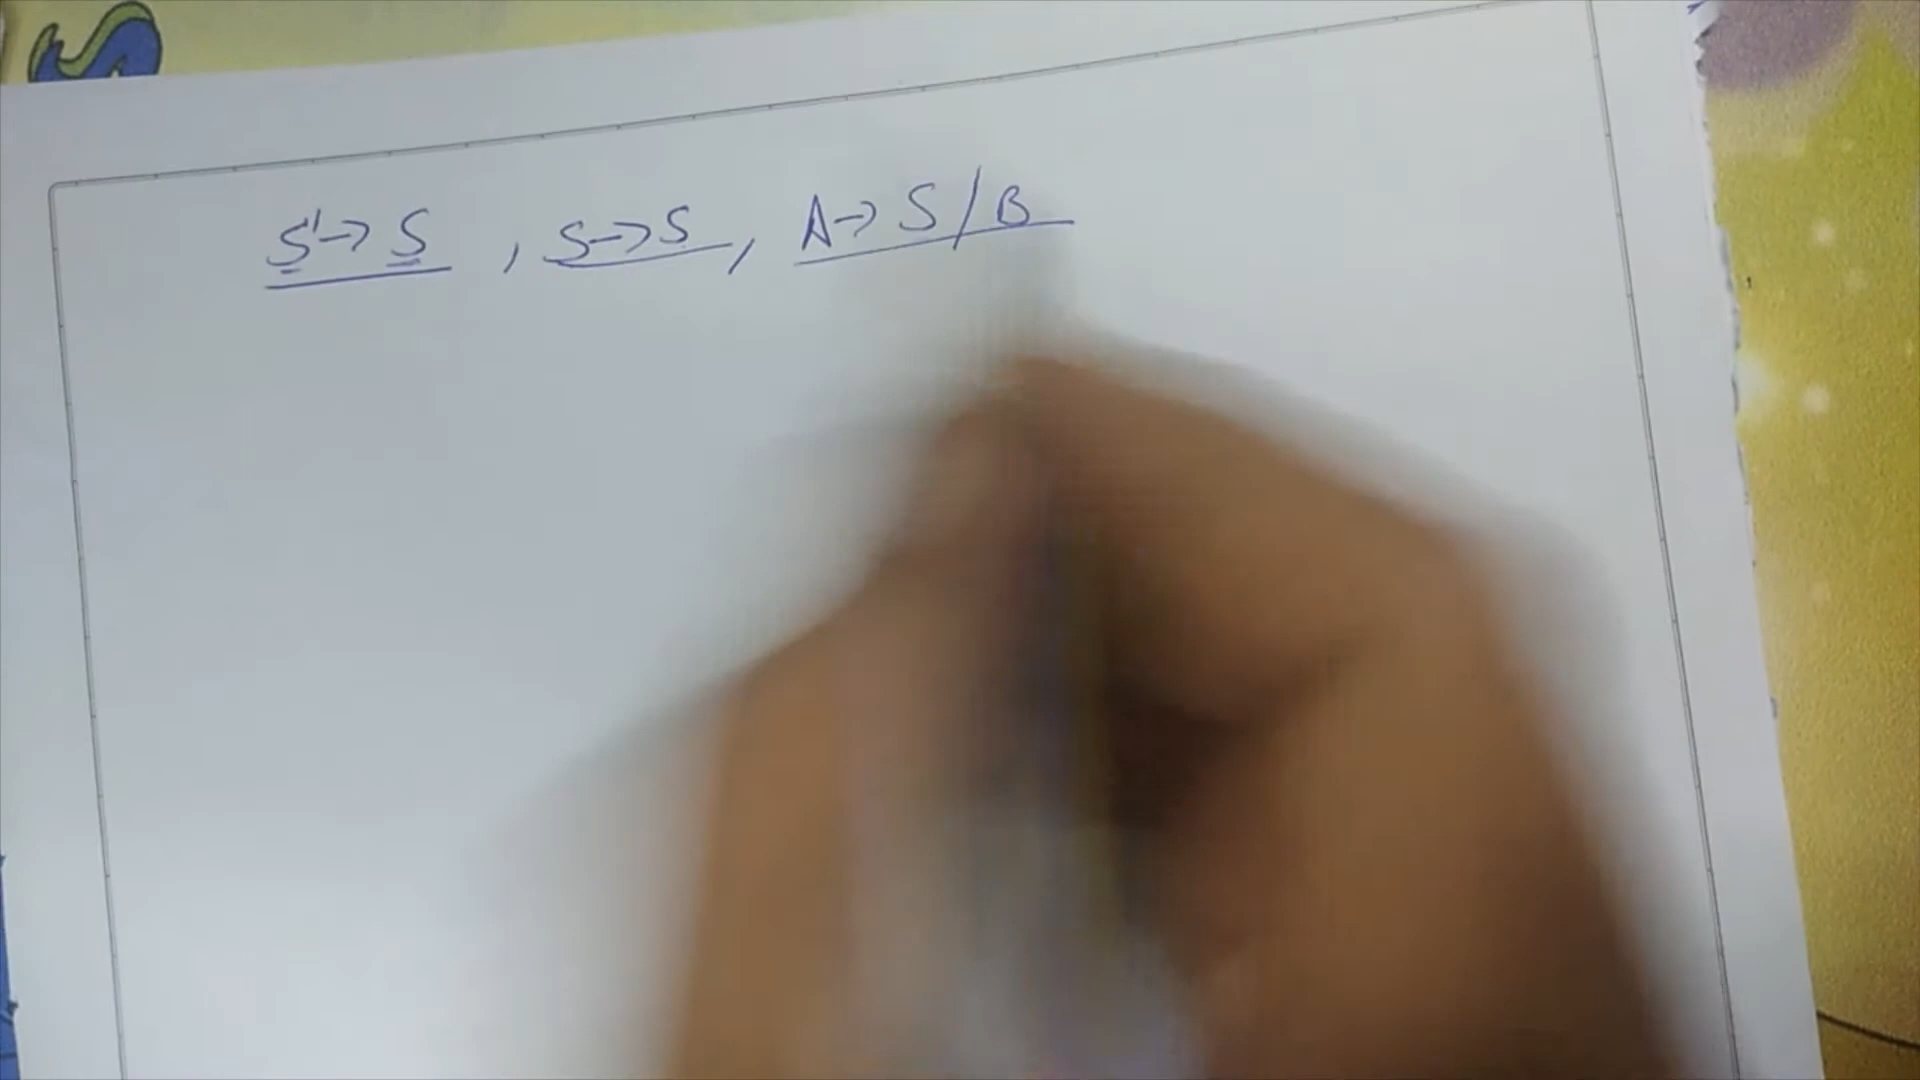 S' → S , S → S , A → S / B